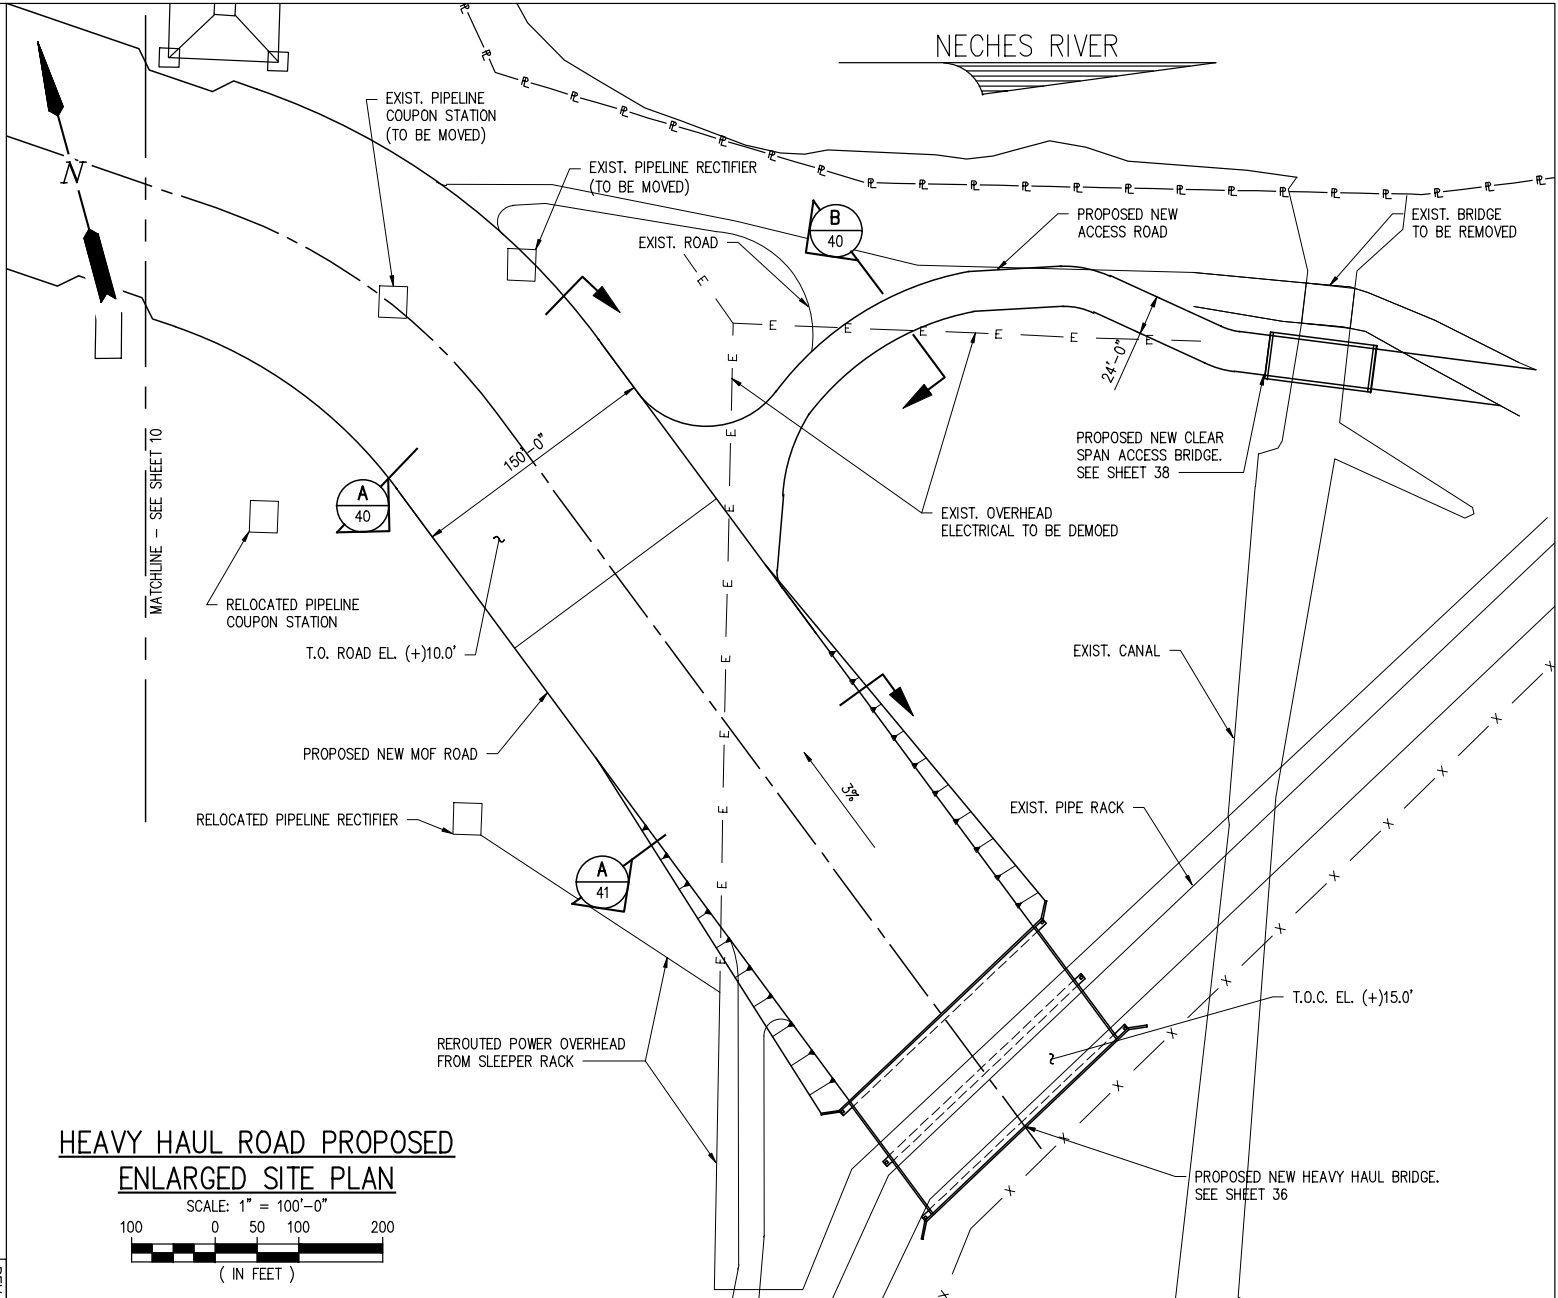 NECHES RIVER
EXIST. PIPELINE
COUPON STATION
(TO BE MOVED)
EXIST. PIPELINE RECTIFIER
(TO BE MOVED)
N
EXIST. ROAD
B
40
PROPOSED NEW
ACCESS ROAD
EXIST. BRIDGE
TO BE REMOVED
24'-0"
150'-0"
MATCHLINE - SEE SHEET 10
PROPOSED NEW CLEAR
SPAN ACCESS BRIDGE.
SEE SHEET 38
A
40
EXIST. OVERHEAD
ELECTRICAL TO BE DEMOED
RELOCATED PIPELINE
COUPON STATION
T.O. ROAD EL. (+)10.0'
EXIST. CANAL
PROPOSED NEW MOF ROAD
3%
EXIST. PIPE RACK
RELOCATED PIPELINE RECTIFIER
A
41
T.O.C. EL. (+)15.0'
REROUTED POWER OVERHEAD
FROM SLEEPER RACK
PROPOSED NEW HEAVY HAUL BRIDGE.
SEE SHEET 36
HEAVY HAUL ROAD PROPOSED
ENLARGED SITE PLAN
SCALE: 1" = 100'-0"
100 0 50 100 200
( IN FEET )